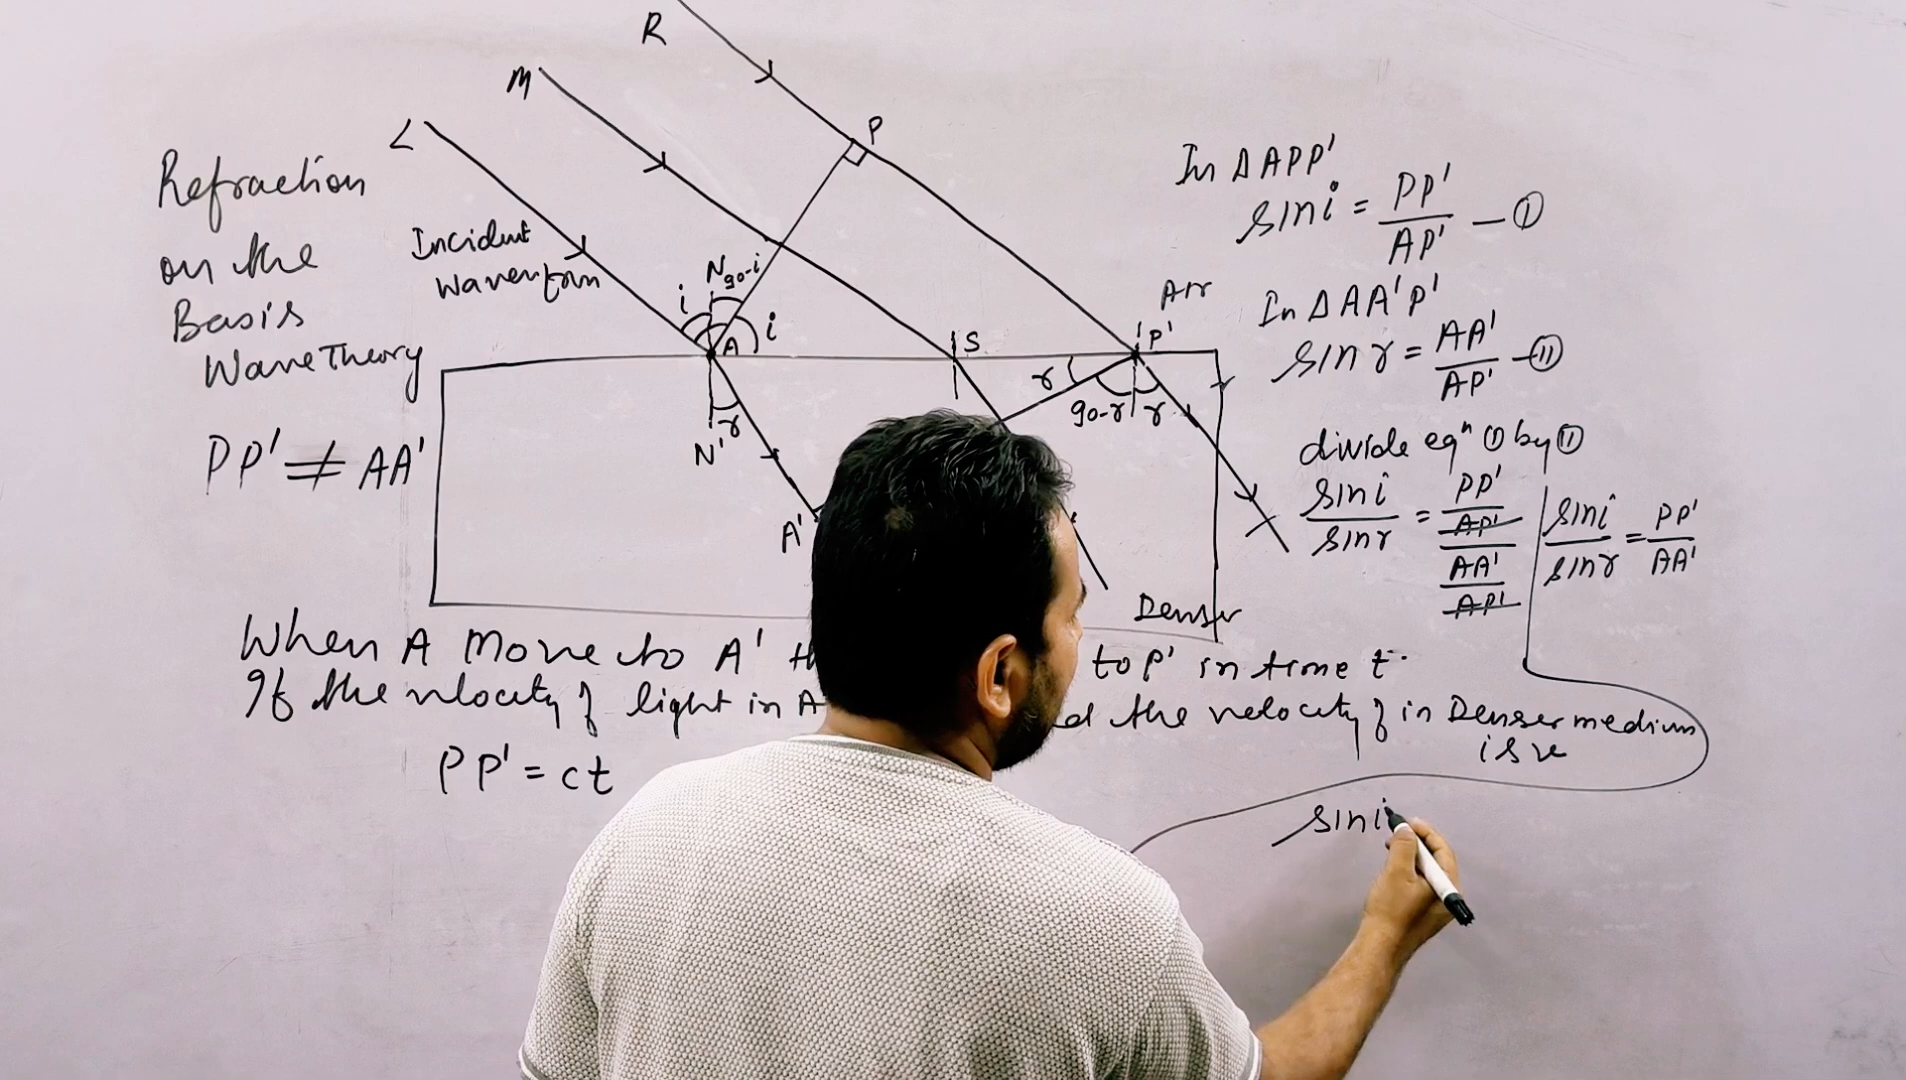 Refraction
on the
Basis
Wave Theory
PP' ≠ AA'
R
M
L
P
Incident
N
90-i
i
i
A
S
P'
Air
r
90-r
r
r
N'
A'
Denser
In Δ APP'
sin i = PP' / AP' — ①
In Δ AA'P'
sin r = AA' / AP' — ②
divide eqⁿ ① by ②
sin i / sin r = PP' / AP' / AA' / AP'
sin i / sin r = PP' / AA'
When A Move to A' to P' in time t.
If the velocity of light in A the velocity of in Denser medium
is v
PP' = ct
sin i